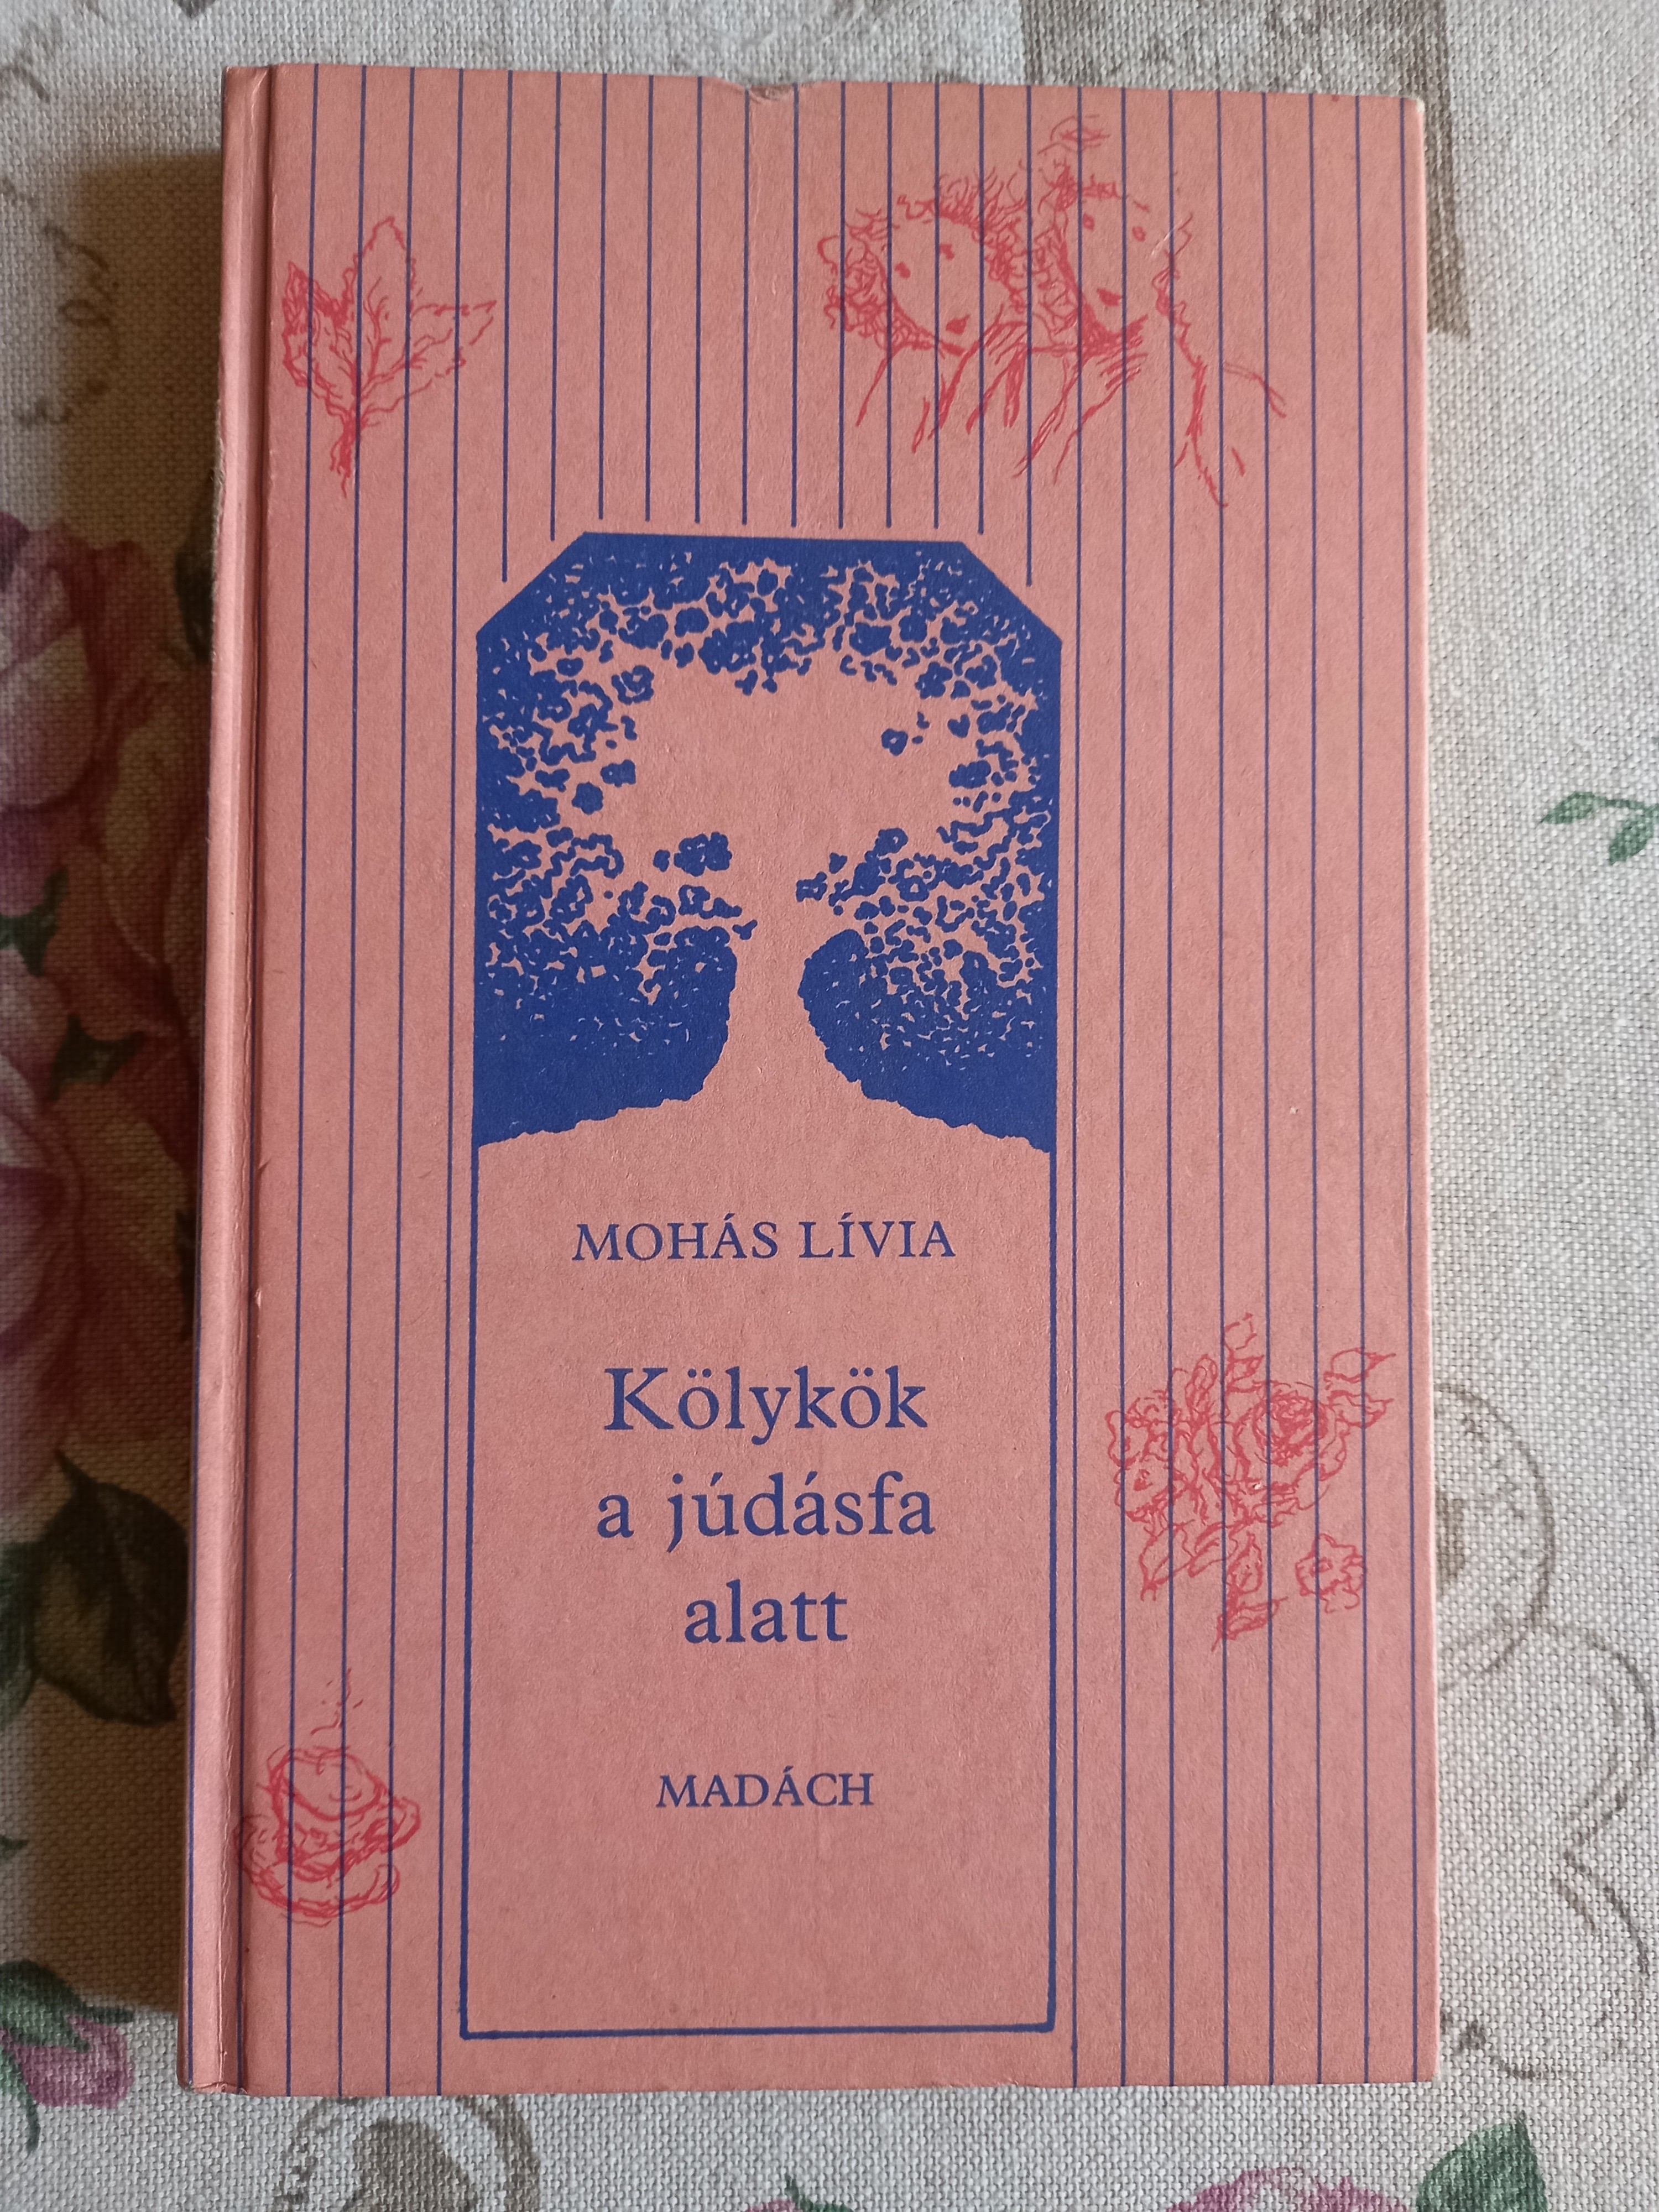 MOHÁS LÍVIA
Kölykök
a júdásfa
alatt
MADÁCH